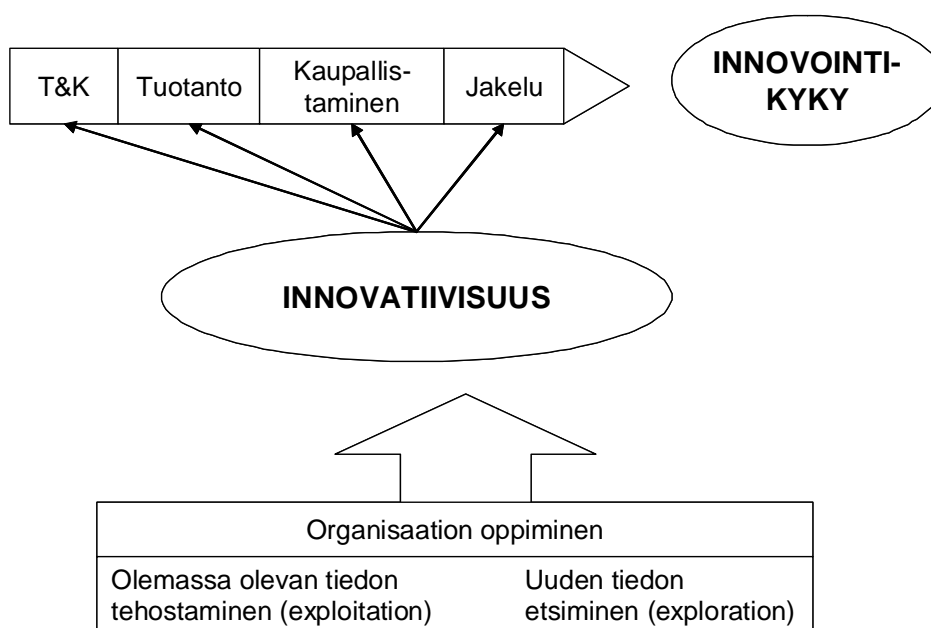 T&K
Tuotanto
Kaupallis-
taminen
Jakelu
INNOVOINTI-
KYKY
INNOVATIIVISUUS
Organisaation oppiminen
Olemassa olevan tiedon
tehostaminen (exploitation)
Uuden tiedon
etsiminen (exploration)